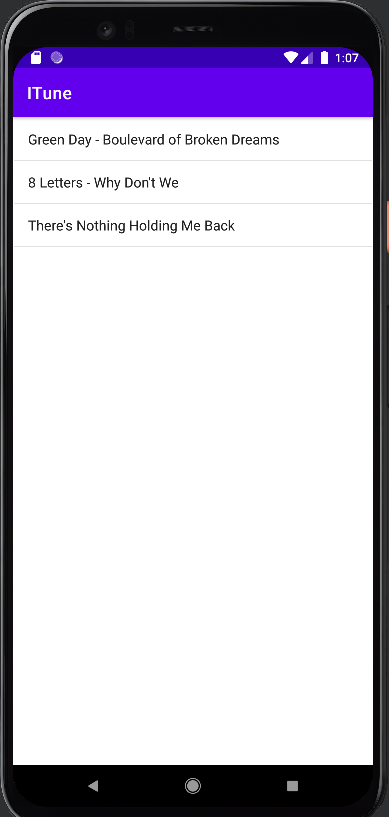 1:07
ITune
Green Day - Boulevard of Broken Dreams
8 Letters - Why Don't We
There's Nothing Holding Me Back